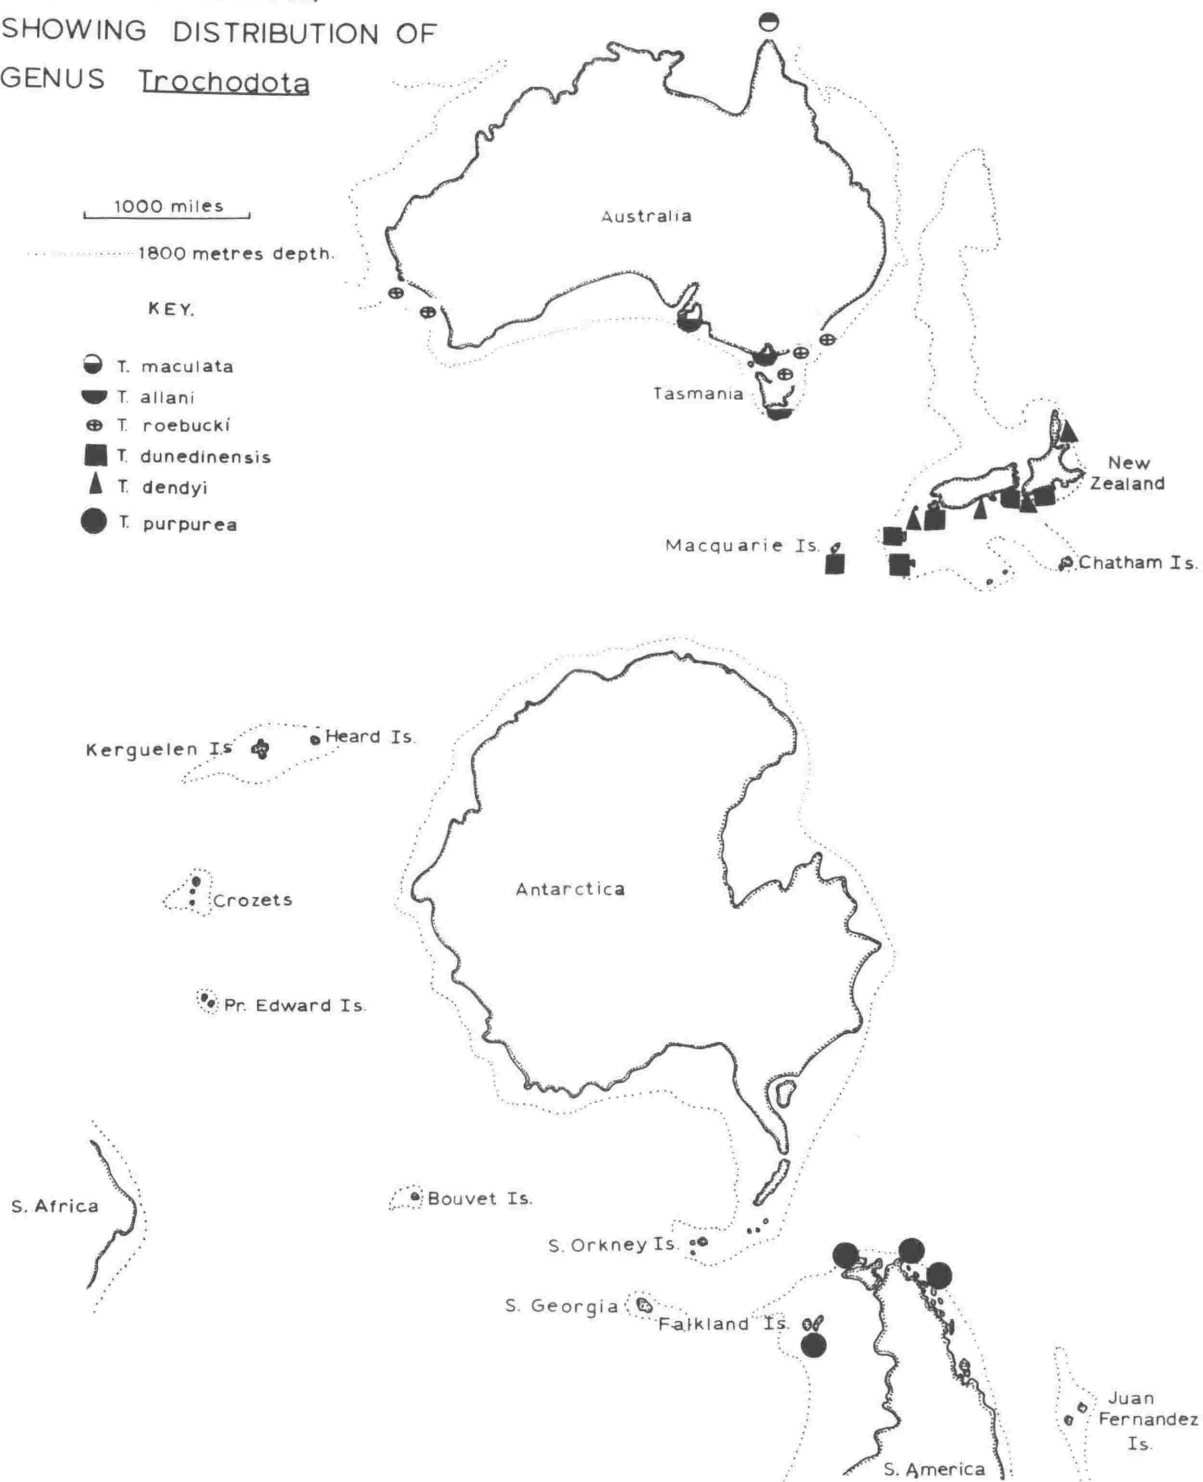 SHOWING DISTRIBUTION OF
GENUS Trochodota
1000 miles
1800 metres depth.
KEY.
T. maculata
T. allani
T. roebucki
T. dunedinensis
T. dendyi
T. purpurea
Australia
Tasmania
New
Zealand
Macquarie Is.
Chatham Is.
Kerguelen Is
Heard Is.
Crozets
Antarctica
Pr. Edward Is.
S. Africa
Bouvet Is.
S. Orkney Is.
S. Georgia
Falkland Is.
Juan
Fernandez
Is.
S. America